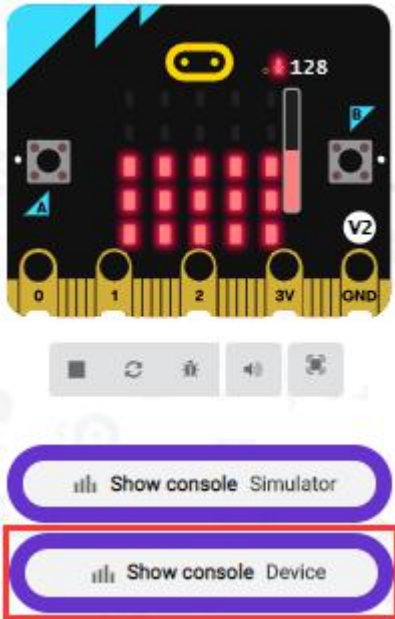 128
B
A
V2
0 1 2 3V GND
Show console Simulator
Show console Device